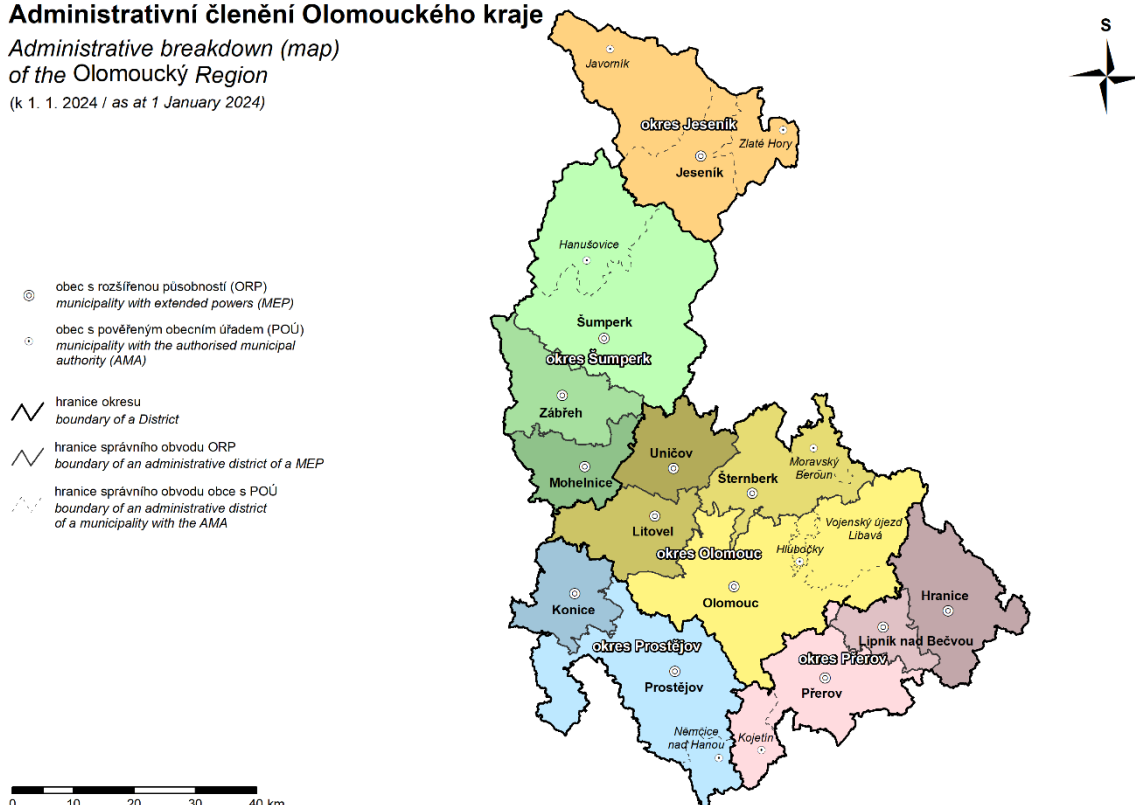 Administrativní členění Olomouckého kraje
Administrative breakdown (map)
of the Olomoucký Region
(k 1. 1. 2024 / as at 1 January 2024)
S
Javorník
okres Jeseník
Zlaté Hory
Jeseník
Hanušovice
obec s rozšířenou působností (ORP)
municipality with extended powers (MEP)
obec s pověřeným obecním úřadem (POÚ)
municipality with the authorised municipal
authority (AMA)
hranice okresu
boundary of a District
hranice správního obvodu ORP
boundary of an administrative district of a MEP
hranice správního obvodu obce s POÚ
boundary of an administrative district
of a municipality with the AMA
Šumperk
okres Šumperk
Zábřeh
Uničov
Mohelnice
Moravský
Beroun
Šternberk
Litovel
Vojenský újezd
Libavá
okres Olomouc
Hlubočky
Olomouc
Konice
Hranice
Lipník nad Bečvou
okres Prostějov
okres Přerov
Prostějov
Přerov
Němčice
nad Hanou
Kojetín
0 10 20 30 40 km